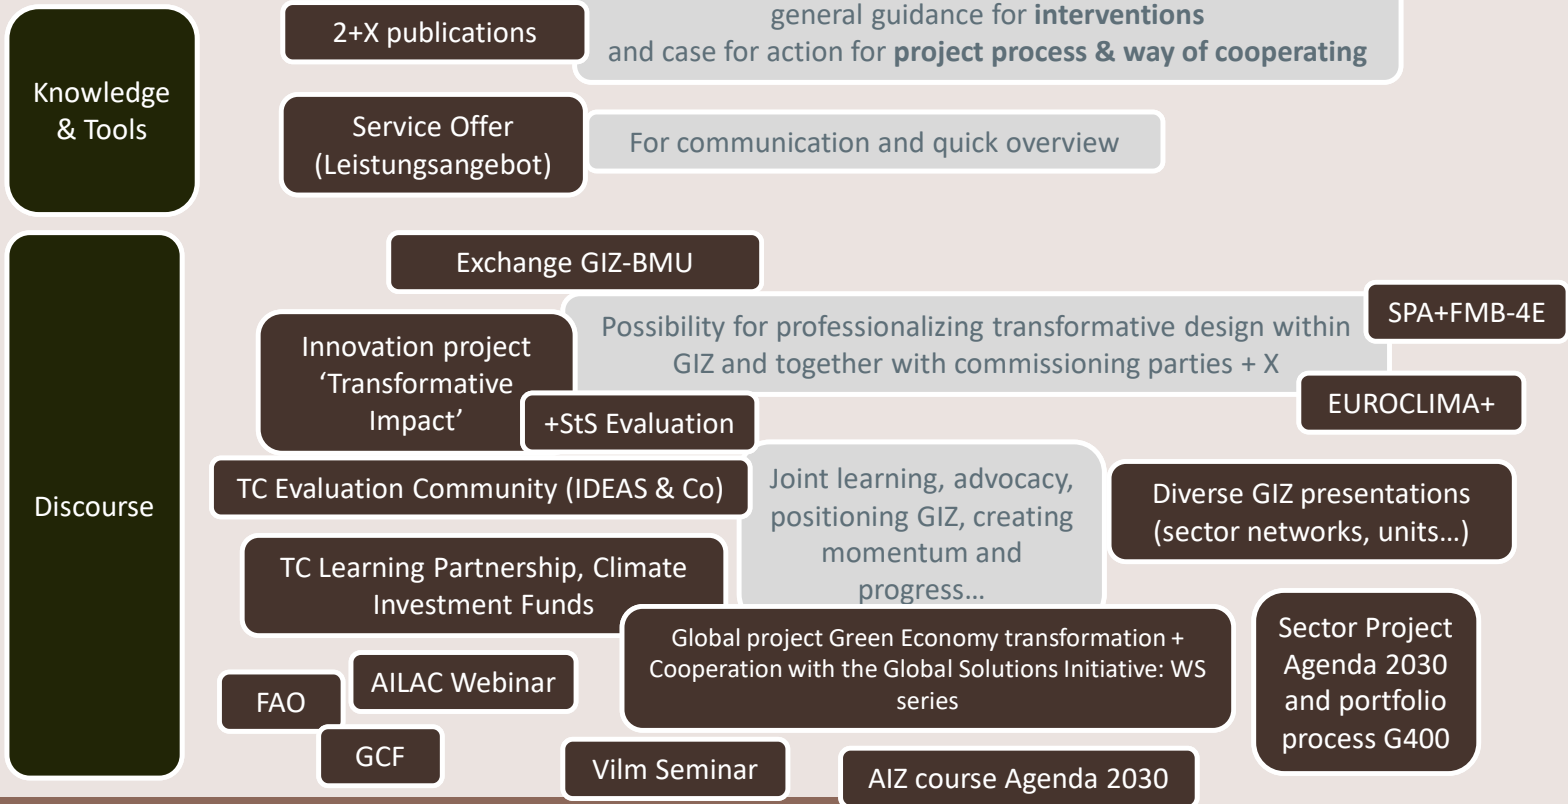 general guidance for interventions
and case for action for project process & way of cooperating
2+X publications
Knowledge
& Tools
Service Offer
(Leistungsangebot)
For communication and quick overview
Exchange GIZ-BMU
SPA+FMB-4E
Possibility for professionalizing transformative design within
GIZ and together with commissioning parties + X
Innovation project
‘Transformative
Impact’
EUROCLIMA+
+StS Evaluation
Discourse
TC Evaluation Community (IDEAS & Co)
Joint learning, advocacy,
positioning GIZ, creating
momentum and
progress…
Diverse GIZ presentations
(sector networks, units…)
TC Learning Partnership, Climate
Investment Funds
Global project Green Economy transformation +
Cooperation with the Global Solutions Initiative: WS
series
Sector Project
Agenda 2030
and portfolio
process G400
AILAC Webinar
FAO
GCF
Vilm Seminar
AIZ course Agenda 2030